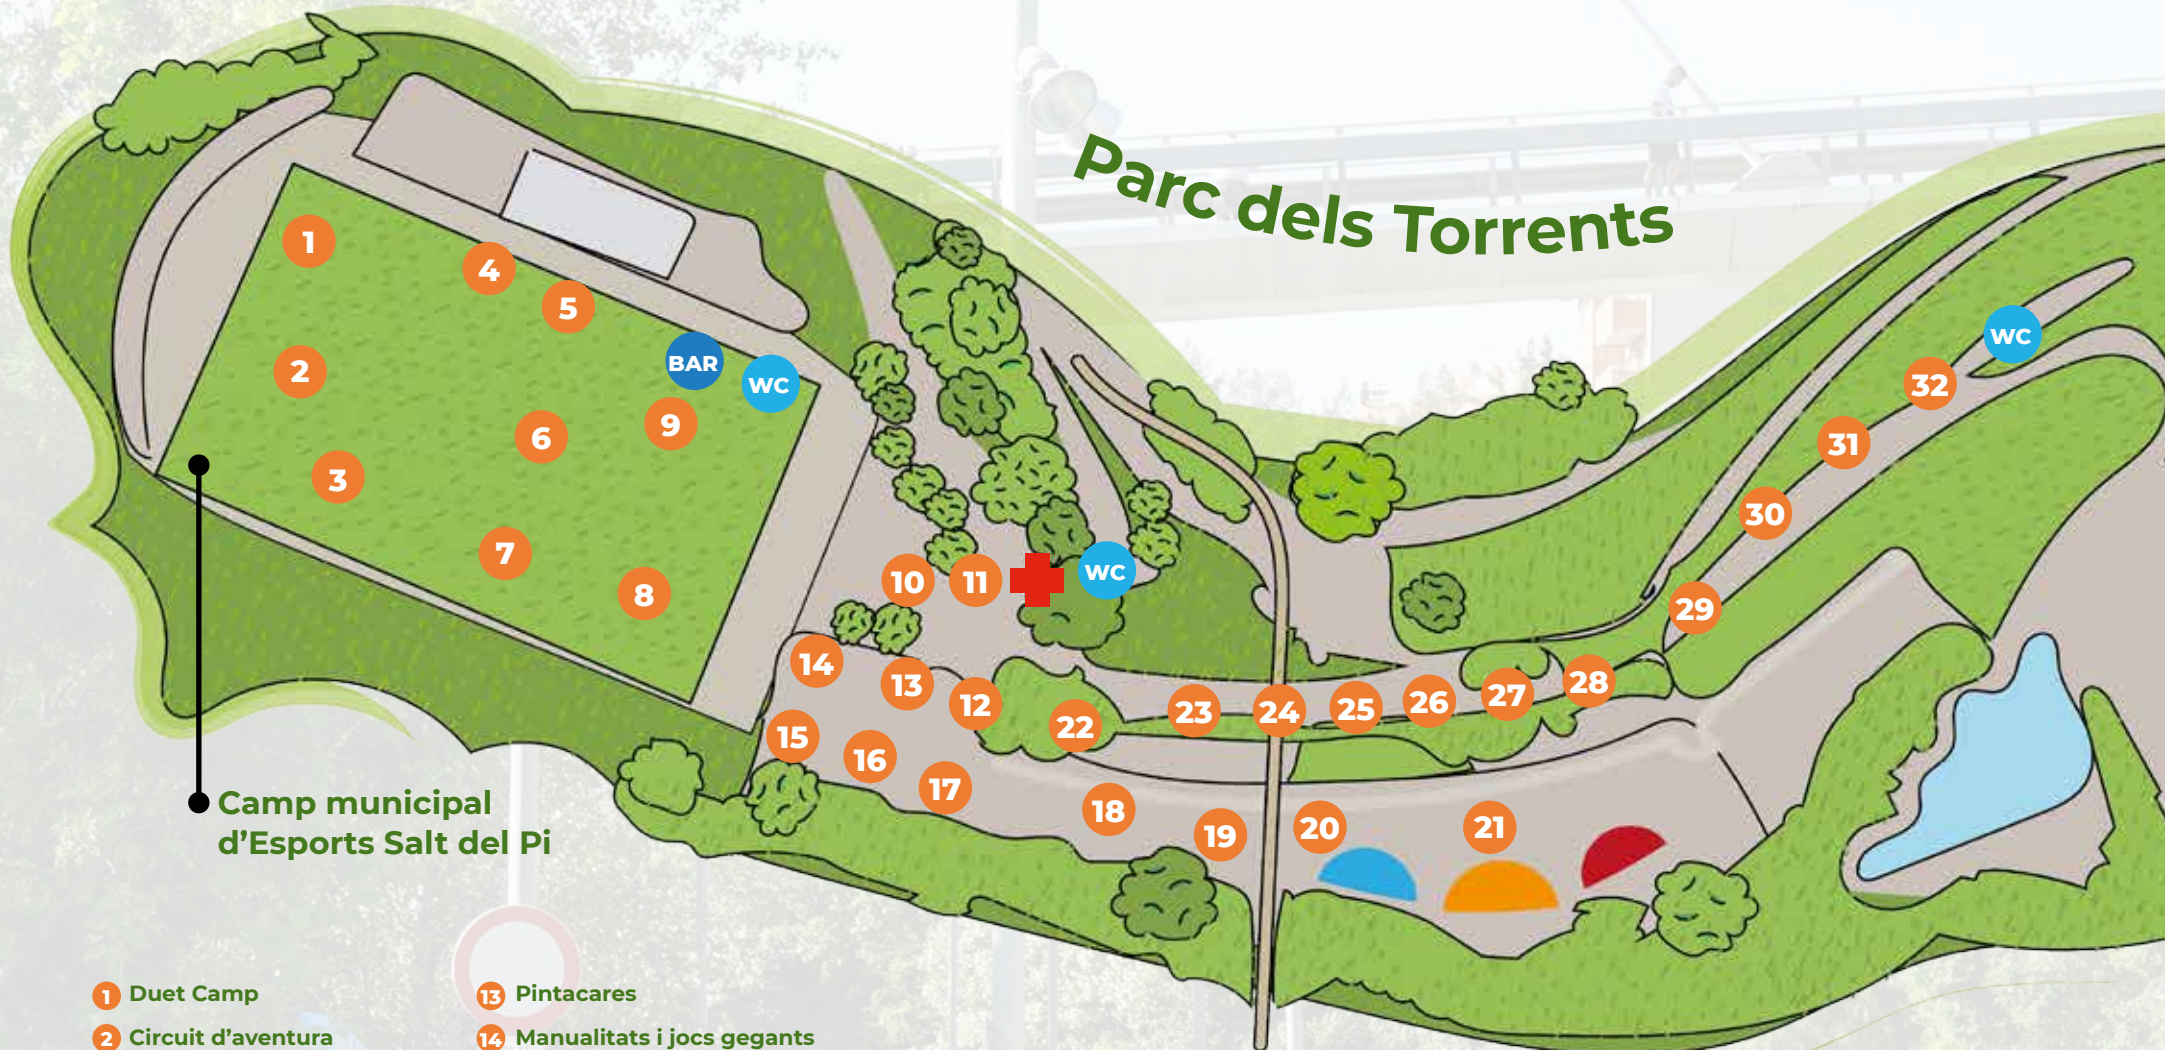 Parc dels Torrents
1
4
5
BAR
WC
2
9
6
3
7
8
10
11
WC
14
13
12
15
16
17
22
23
24
25
26
27
28
18
19
20
21
29
30
31
32
WC
Camp municipal
d'Esports Salt del Pi
1 Duet Camp
2 Circuit d'aventura
13 Pintacares
14 Manualitats i jocs gegants